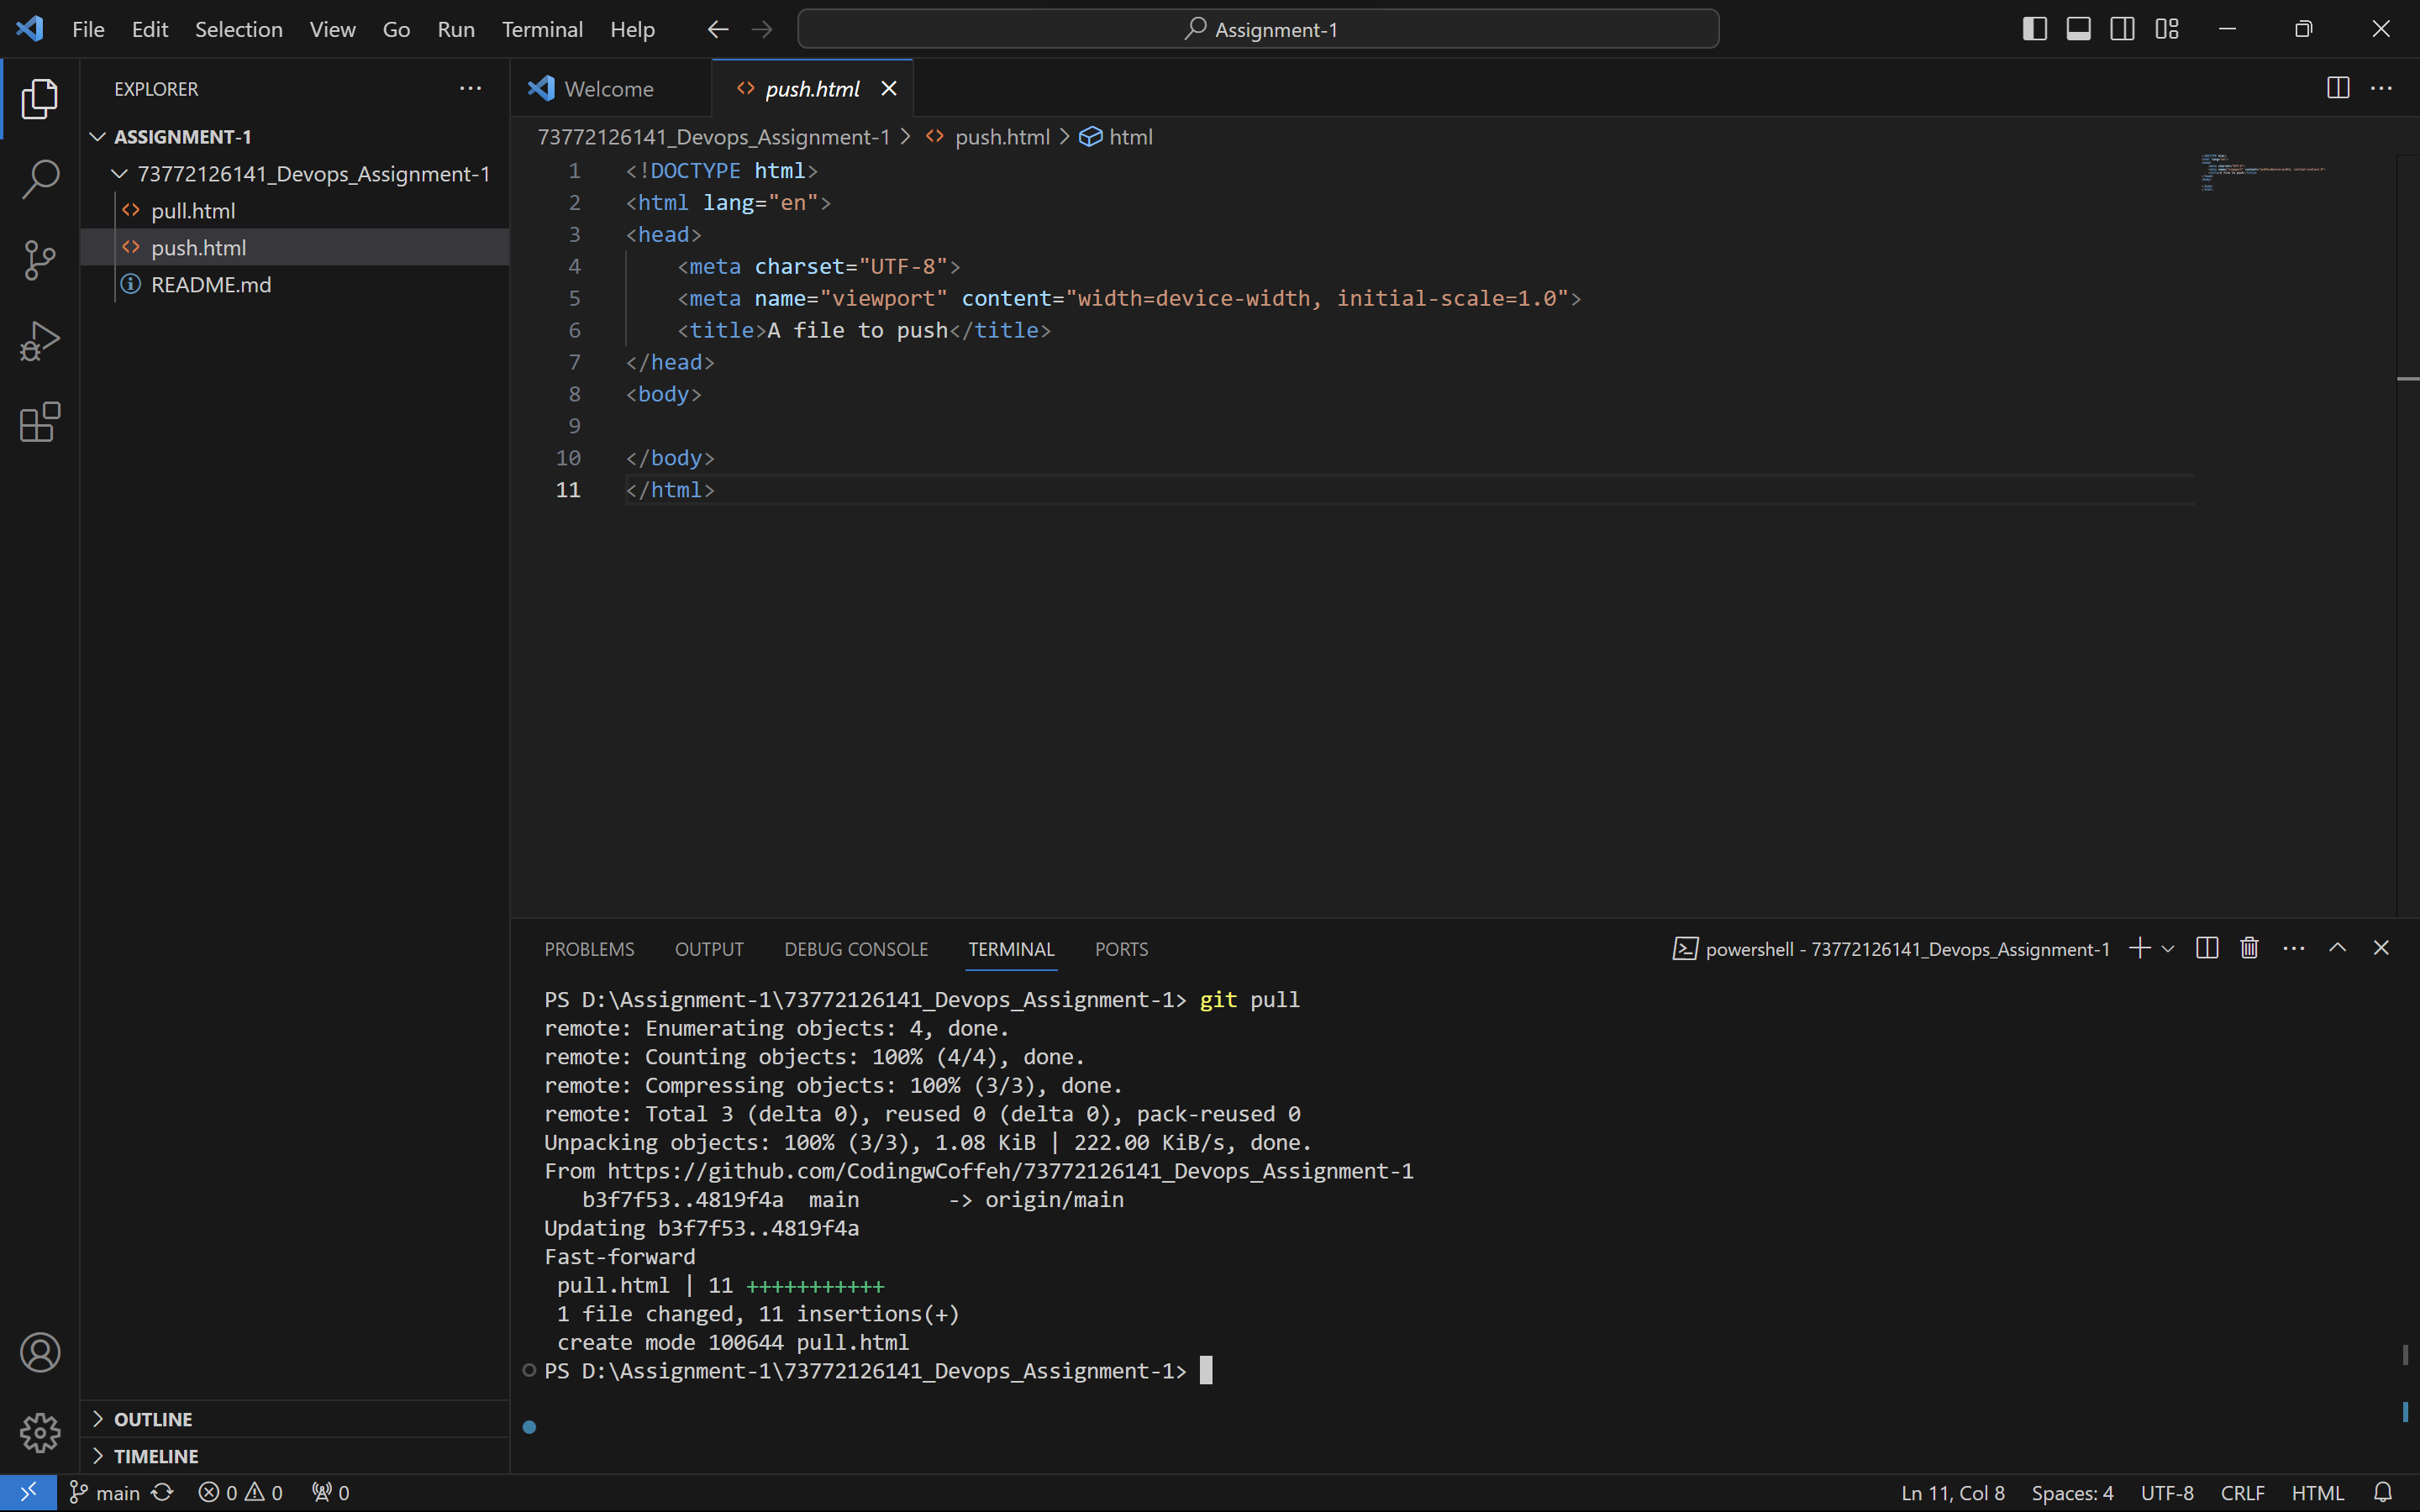 File Edit Selection View Go Run Terminal Help
Assignment-1
EXPLORER
ASSIGNMENT-1
73772126141_Devops_Assignment-1
pull.html
push.html
README.md
OUTLINE
TIMELINE
Welcome
push.html
73772126141_Devops_Assignment-1 > push.html > html
1 <!DOCTYPE html>
2 <html lang="en">
3 <head>
4 <meta charset="UTF-8">
5 <meta name="viewport" content="width=device-width, initial-scale=1.0">
6 <title>A file to push</title>
7 </head>
8 <body>
9
10 </body>
11 </html>
PROBLEMS OUTPUT DEBUG CONSOLE TERMINAL PORTS
powershell - 73772126141_Devops_Assignment-1
PS D:\Assignment-1\73772126141_Devops_Assignment-1> git pull
remote: Enumerating objects: 4, done.
remote: Counting objects: 100% (4/4), done.
remote: Compressing objects: 100% (3/3), done.
remote: Total 3 (delta 0), reused 0 (delta 0), pack-reused 0
Unpacking objects: 100% (3/3), 1.08 KiB | 222.00 KiB/s, done.
From https://github.com/CodingwCoffeh/73772126141_Devops_Assignment-1
b3f7f53..4819f4a main -> origin/main
Updating b3f7f53..4819f4a
Fast-forward
pull.html | 11 +++++++++++
1 file changed, 11 insertions(+)
create mode 100644 pull.html
PS D:\Assignment-1\73772126141_Devops_Assignment-1>
main 0 0 0
Ln 11, Col 8 Spaces: 4 UTF-8 CRLF HTML